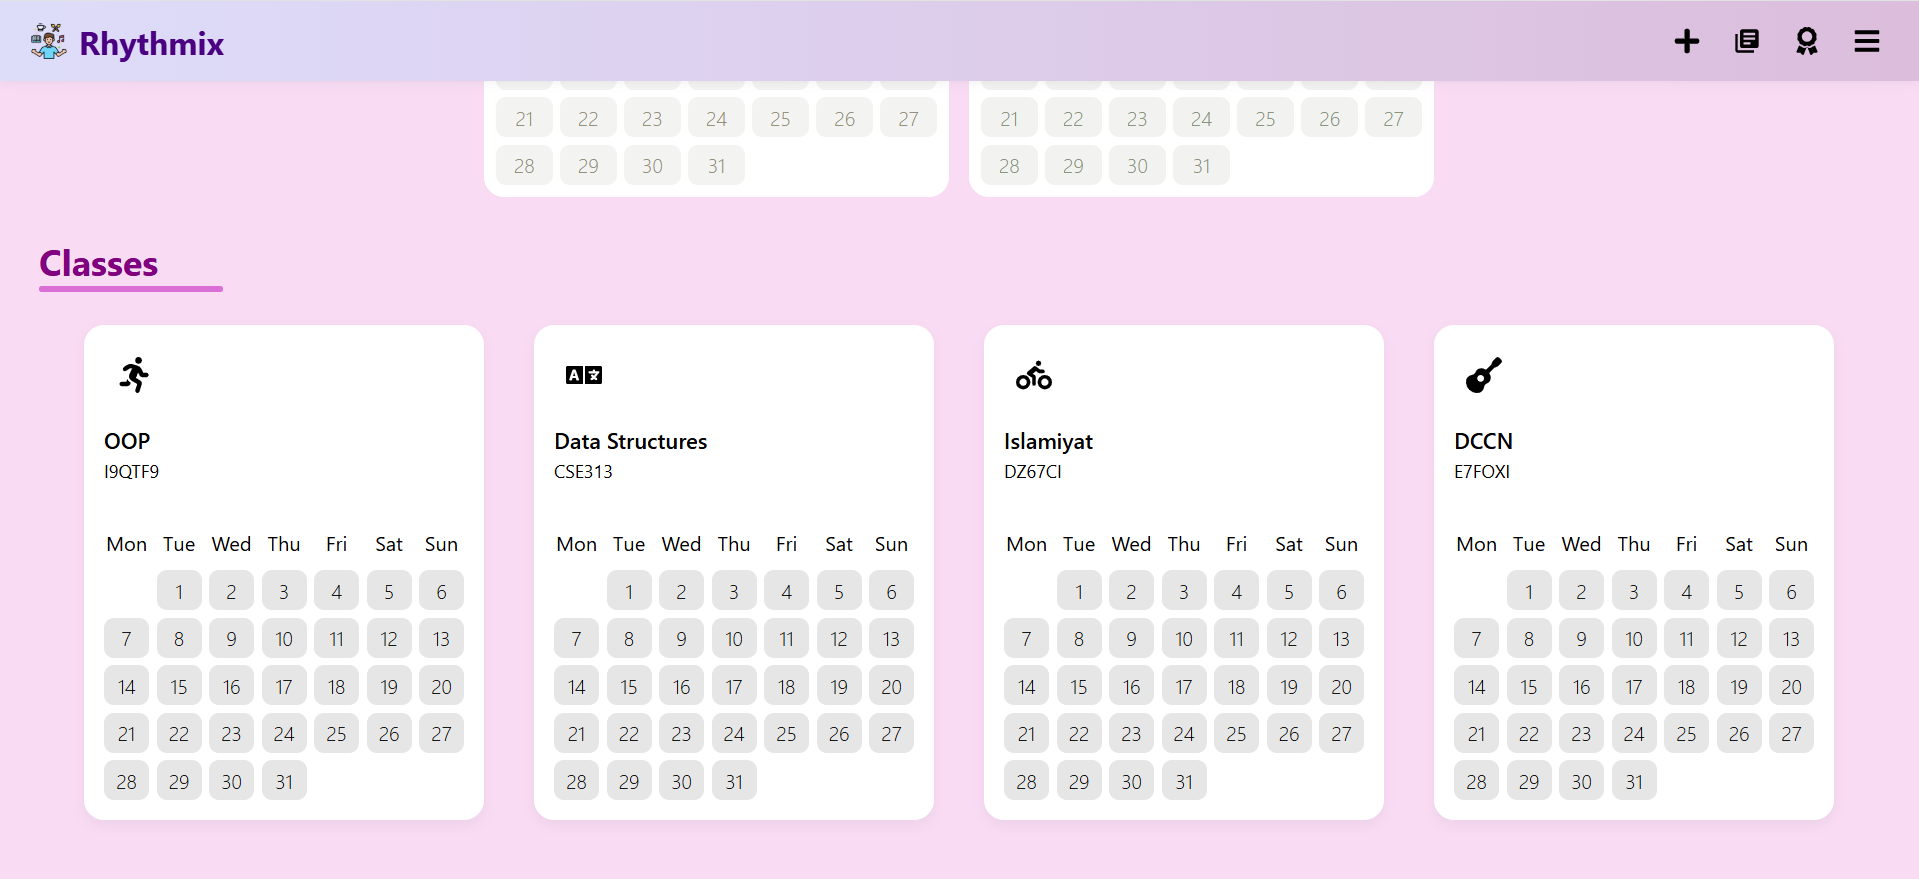 Rhythmix
21 22 23 24 25 26 27 21 22 23 24 25 26 27
28 29 30 31 28 29 30 31
Classes
OOP
I9QTF9
Mon Tue Wed Thu Fri Sat Sun
1 2 3 4 5 6
7 8 9 10 11 12 13
14 15 16 17 18 19 20
21 22 23 24 25 26 27
28 29 30 31
Data Structures
CSE313
Mon Tue Wed Thu Fri Sat Sun
1 2 3 4 5 6
7 8 9 10 11 12 13
14 15 16 17 18 19 20
21 22 23 24 25 26 27
28 29 30 31
Islamiyat
DZ67CI
Mon Tue Wed Thu Fri Sat Sun
1 2 3 4 5 6
7 8 9 10 11 12 13
14 15 16 17 18 19 20
21 22 23 24 25 26 27
28 29 30 31
DCCN
E7FOXI
Mon Tue Wed Thu Fri Sat Sun
1 2 3 4 5 6
7 8 9 10 11 12 13
14 15 16 17 18 19 20
21 22 23 24 25 26 27
28 29 30 31